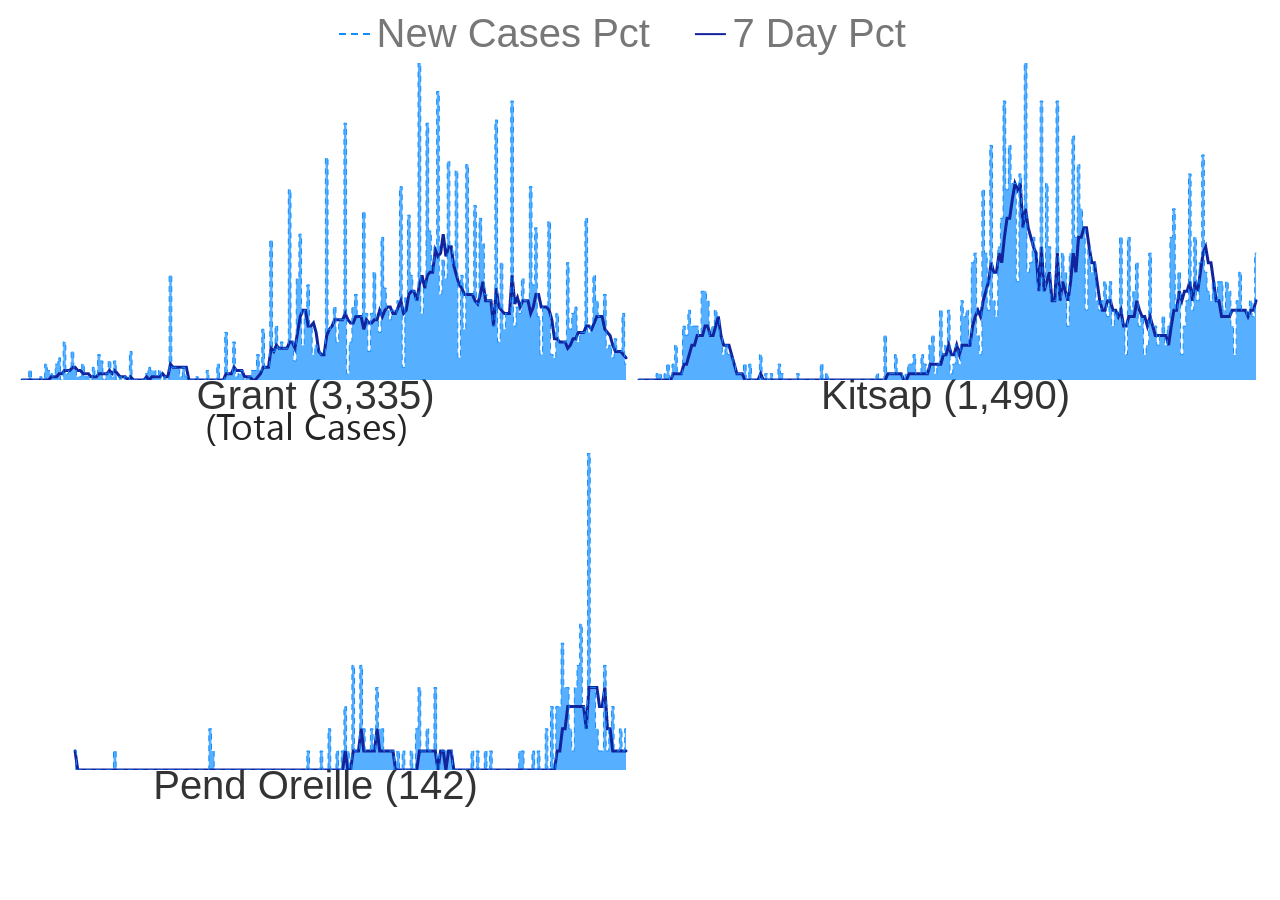 New Cases Pct 7 Day Pct
Grant (3,335)
(Total Cases)
Kitsap (1,490)
Pend Oreille (142)